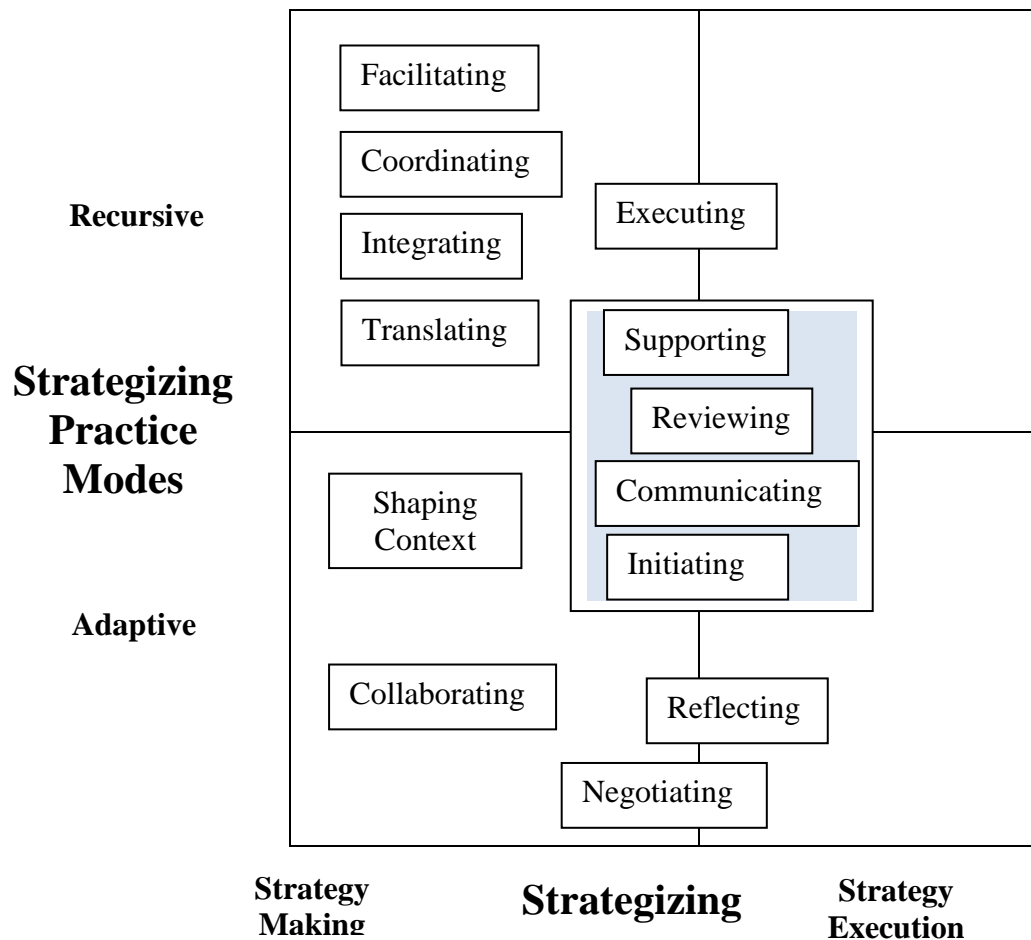 Facilitating
Coordinating
Recursive
Executing
Integrating
Translating
Supporting
Strategizing
Practice
Modes
Reviewing
Shaping
Context
Communicating
Initiating
Adaptive
Collaborating
Reflecting
Negotiating
Strategy
Making
Strategizing
Strategy
Execution